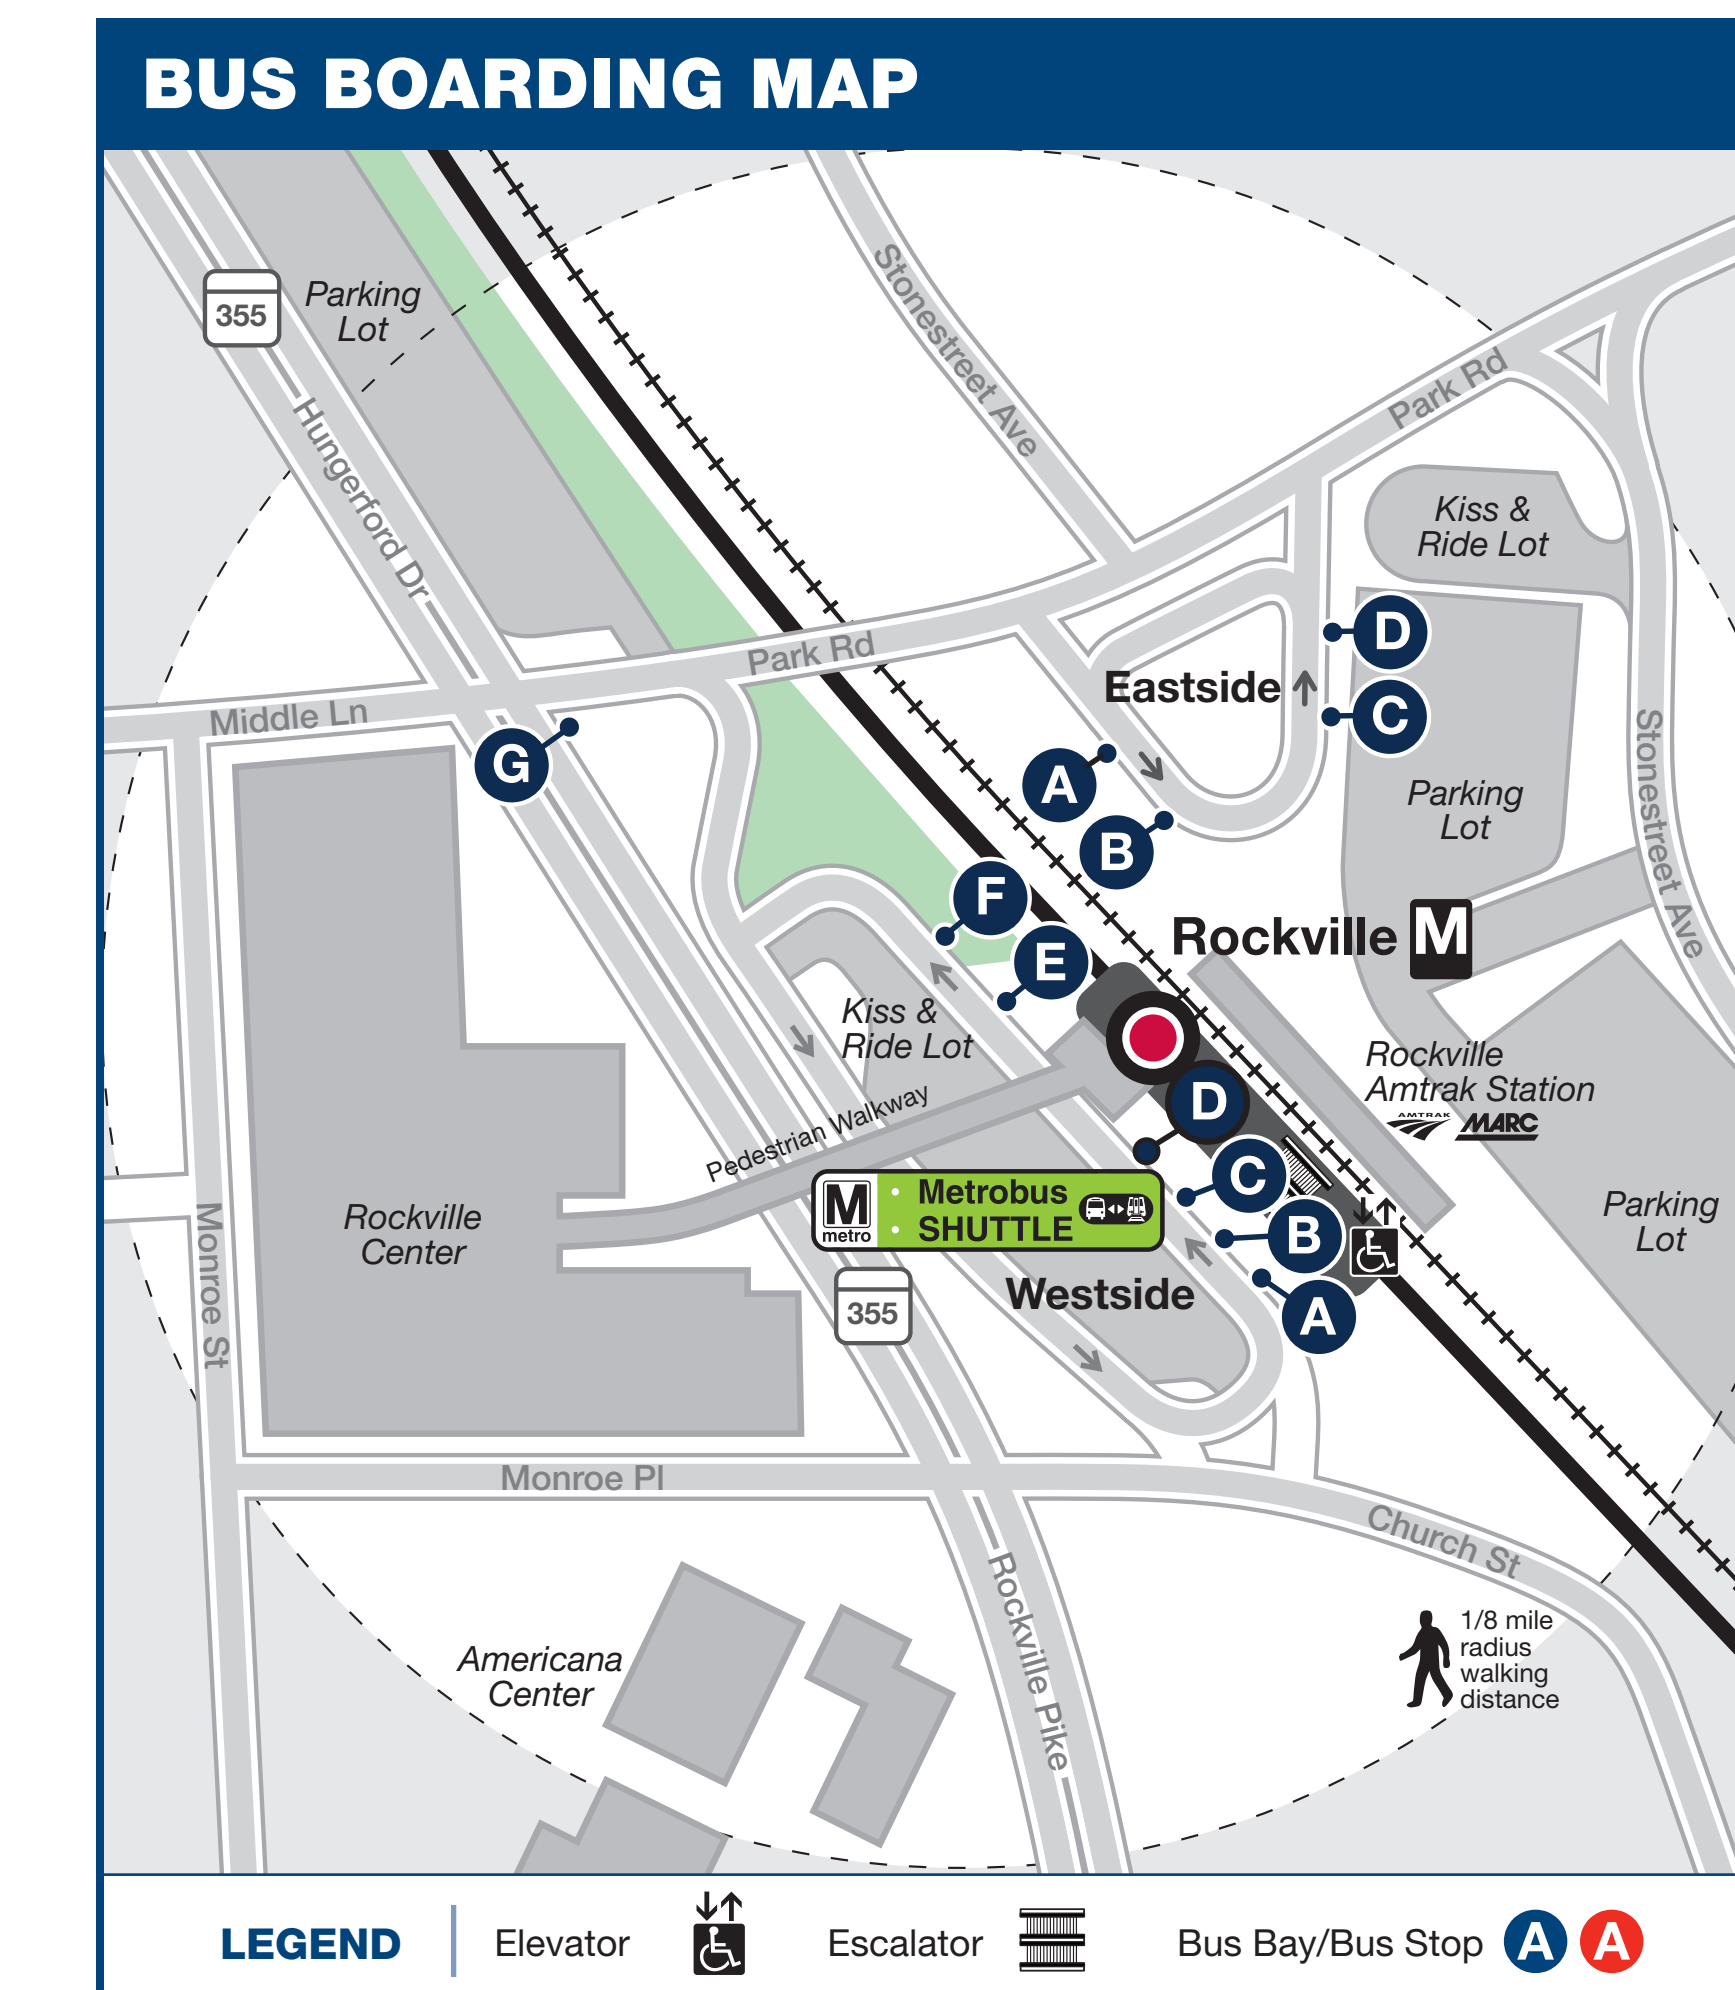 BUS BOARDING MAP
355
Parking
Lot
Hungerford Dr
Stonestreet Ave
Park Rd
Kiss &
Ride Lot
D
C
Eastside
Park Rd
Middle Ln
G
A
B
Parking
Lot
Stonestreet Ave
F
E
Rockville M
Kiss &
Ride Lot
Rockville
Amtrak Station
AMTRAK MARC
Pedestrian Walkway
D
C
B
A
M
metro
• Metrobus
• SHUTTLE
Westside
355
Rockville
Center
Monroe St
Parking
Lot
Monroe Pl
Church St
Rockville Pike
Americana
Center
1/8 mile
radius
walking
distance
LEGEND
Elevator
Escalator
Bus Bay/Bus Stop A A